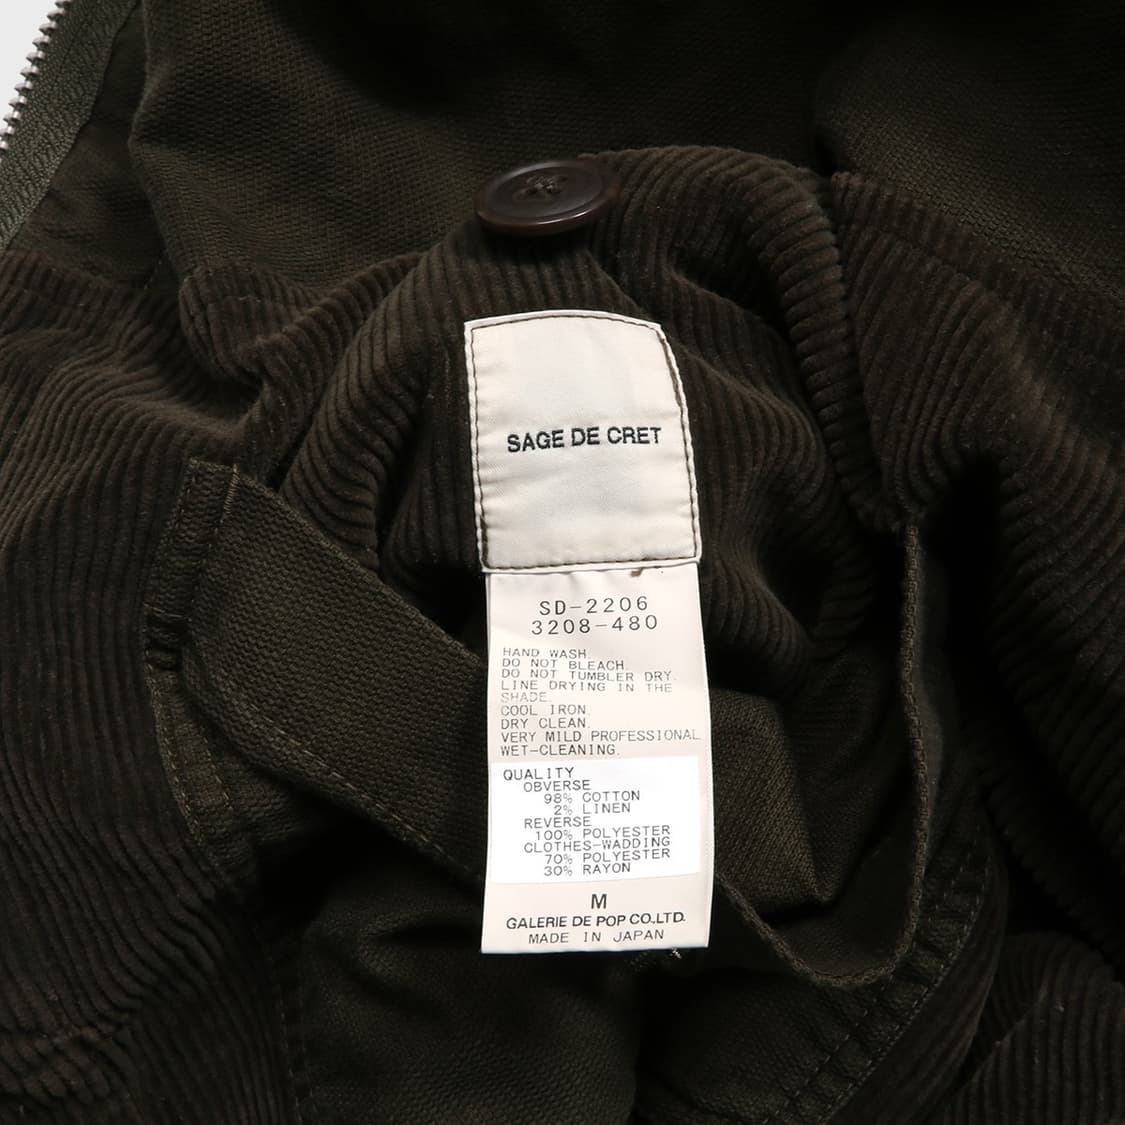 SAGE DE CRET
SD-2206
3208-480
HAND WASH.
DO NOT BLEACH.
DO NOT TUMBLER DRY.
LINE DRYING IN THE
SHADE.
COOL IRON.
DRY CLEAN.
VERY MILD PROFESSIONAL
WET-CLEANING.
QUALITY
OBVERSE
98% COTTON
2% LINEN
REVERSE
100% POLYESTER
CLOTHES-WADDING
70% POLYESTER
30% RAYON
M
GALERIE DE POP CO.,LTD.
MADE IN JAPAN